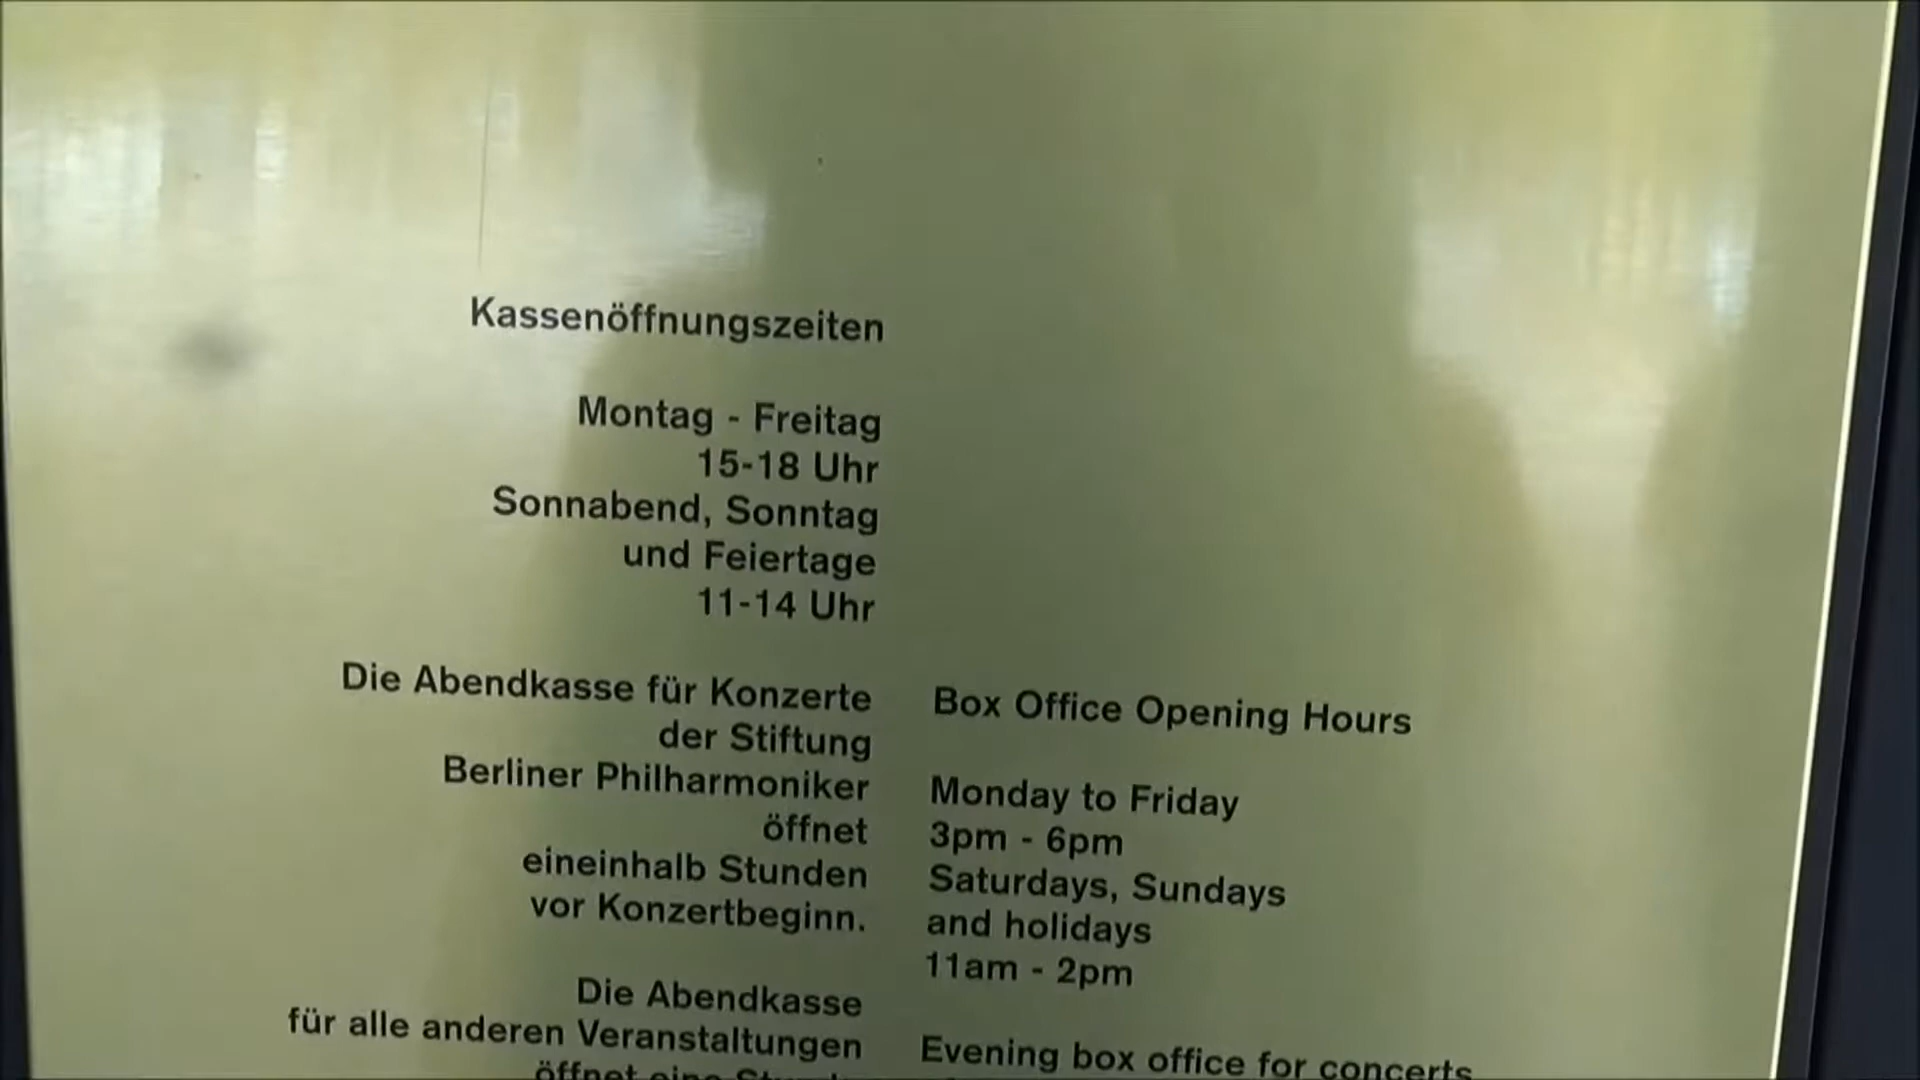 Kassenöffnungszeiten
Montag - Freitag
15-18 Uhr
Sonnabend, Sonntag
und Feiertage
11-14 Uhr
Die Abendkasse für Konzerte
der Stiftung
Berliner Philharmoniker
öffnet
eineinhalb Stunden
vor Konzertbeginn.
Die Abendkasse
für alle anderen Veranstaltungen
öffnet eine
Box Office Opening Hours
Monday to Friday
3pm - 6pm
Saturdays, Sundays
and holidays
11am - 2pm
Evening box office for concerts